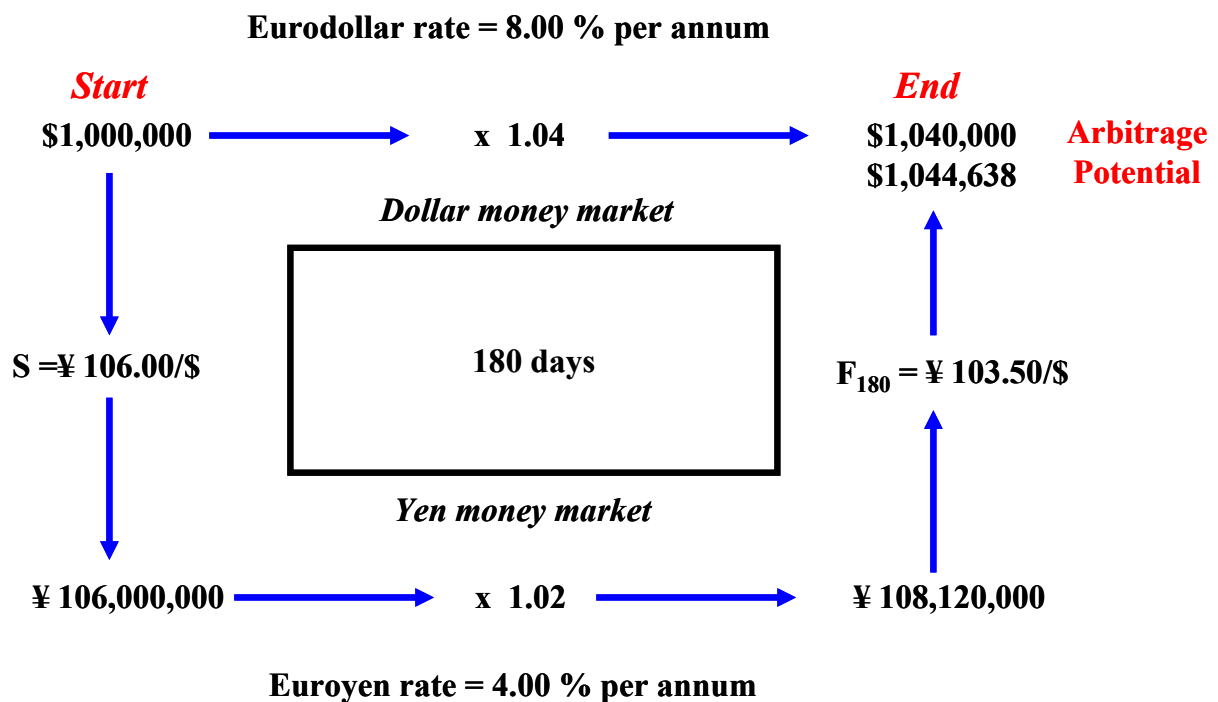 Eurodollar rate = 8.00 % per annum
Start
End
$1,000,000
x 1.04
$1,040,000
Arbitrage
$1,044,638
Potential
Dollar money market
S =¥ 106.00/$
180 days
F180 = ¥ 103.50/$
Yen money market
¥ 106,000,000
x 1.02
¥ 108,120,000
Euroyen rate = 4.00 % per annum